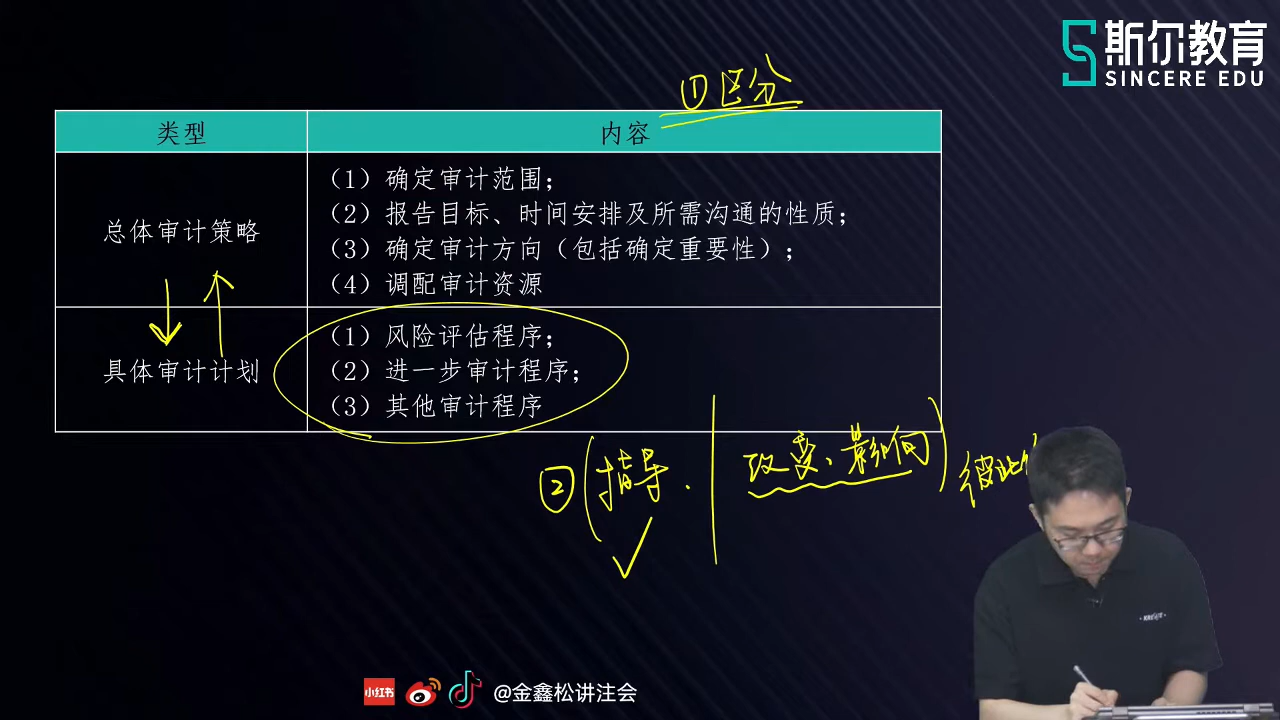 斯尔教育
SINCERE EDU
①区分
类型
内容
总体审计策略
（1）确定审计范围；
（2）报告目标、时间安排及所需沟通的性质；
（3）确定审计方向（包括确定重要性）；
（4）调配审计资源
具体审计计划
（1）风险评估程序；
（2）进一步审计程序；
（3）其他审计程序
②（指导. 改变、影响）彼此
小红书
@金鑫松讲注会